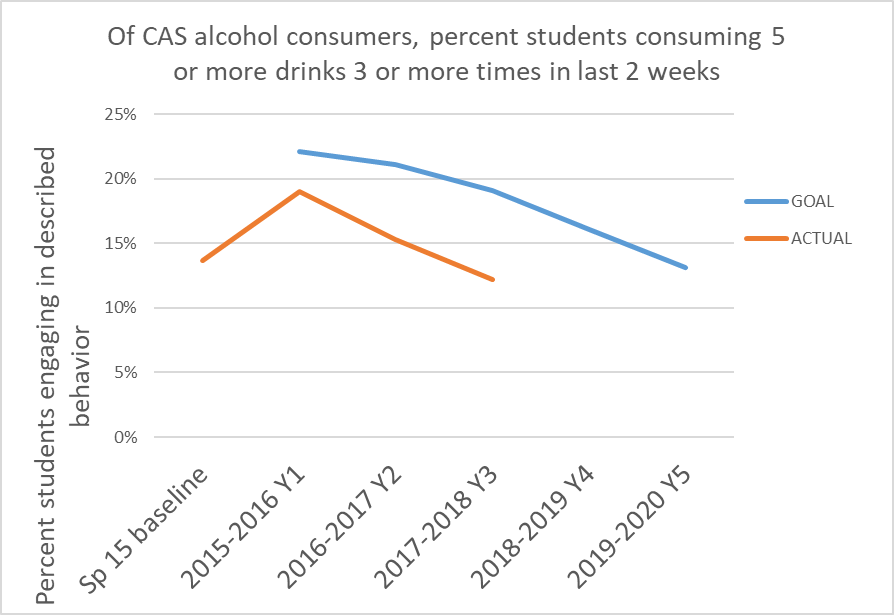 Of CAS alcohol consumers, percent students consuming 5
or more drinks 3 or more times in last 2 weeks
Percent students engaging in described
behavior
25%
20%
15%
10%
5%
0%
Sp 15 baseline
2015-2016 Y1
2016-2017 Y2
2017-2018 Y3
2018-2019 Y4
2019-2020 Y5
GOAL
ACTUAL